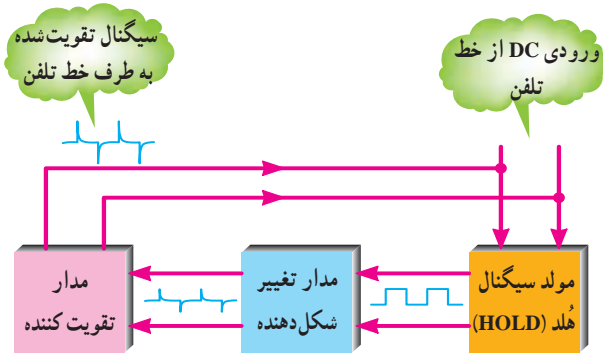 ورودی DC از خط
تلفن
سیگنال تقویت‌شده
به طرف خط تلفن
مولد سیگنال
هُلد (HOLD)
مدار تغییر
شکل‌دهنده
مدار
تقویت کننده